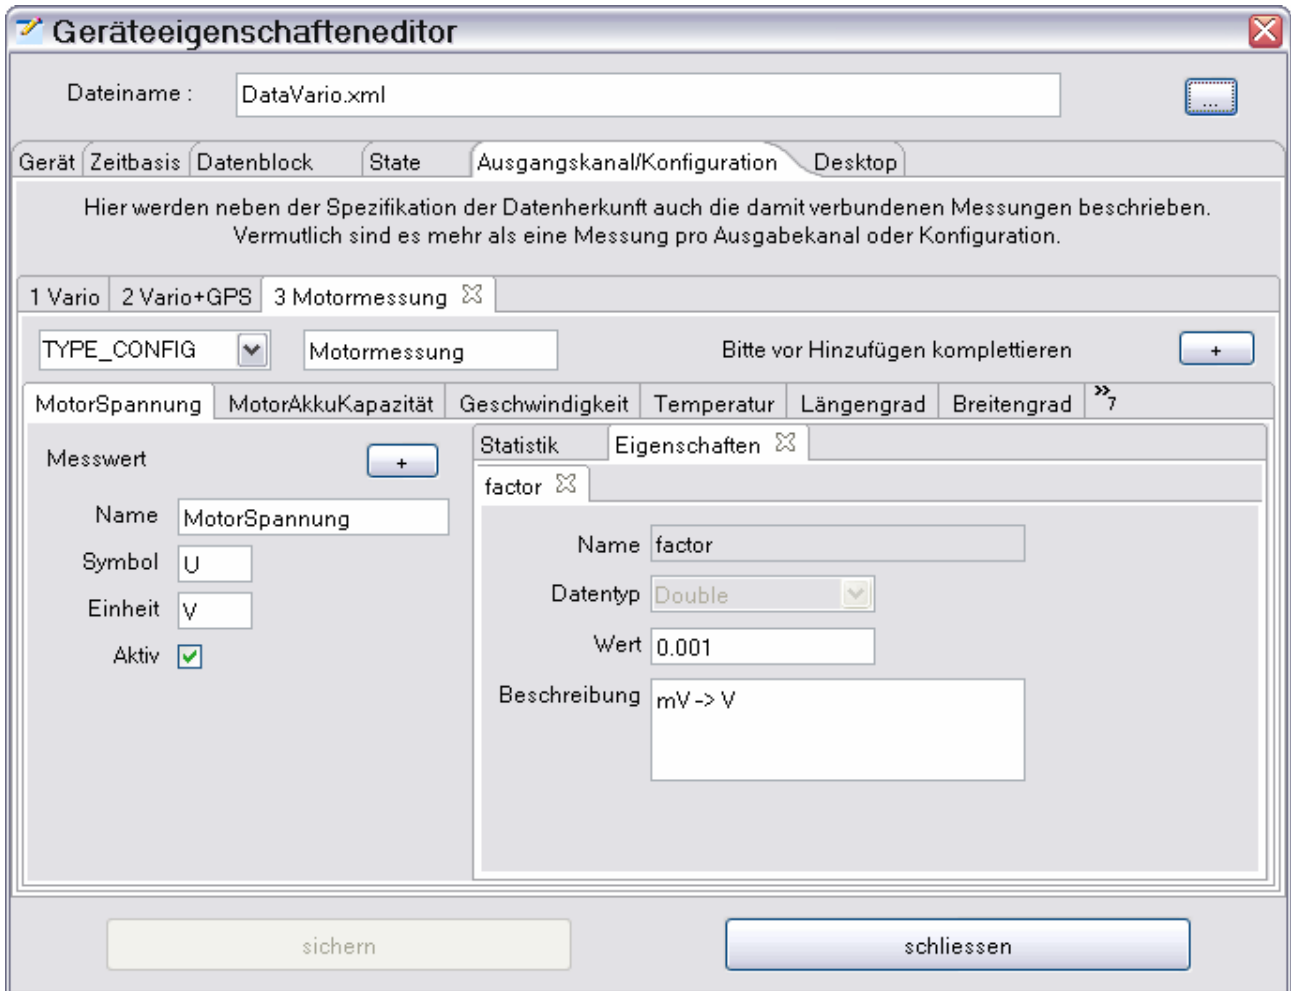 Geräteeigenschafteneditor
Dateiname :
DataVario.xml
...
Gerät Zeitbasis Datenblock State Ausgangskanal/Konfiguration Desktop
Hier werden neben der Spezifikation der Datenherkunft auch die damit verbundenen Messungen beschrieben.
Vermutlich sind es mehr als eine Messung pro Ausgabekanal oder Konfiguration.
1 Vario 2 Vario+GPS 3 Motormessung
TYPE_CONFIG Motormessung Bitte vor Hinzufügen komplettieren +
MotorSpannung MotorAkkuKapazität Geschwindigkeit Temperatur Längengrad Breitengrad »7
Messwert +
Name MotorSpannung
Symbol U
Einheit V
Aktiv
Statistik Eigenschaften
factor
Name factor
Datentyp Double
Wert 0.001
Beschreibung mV -> V
sichern schliessen